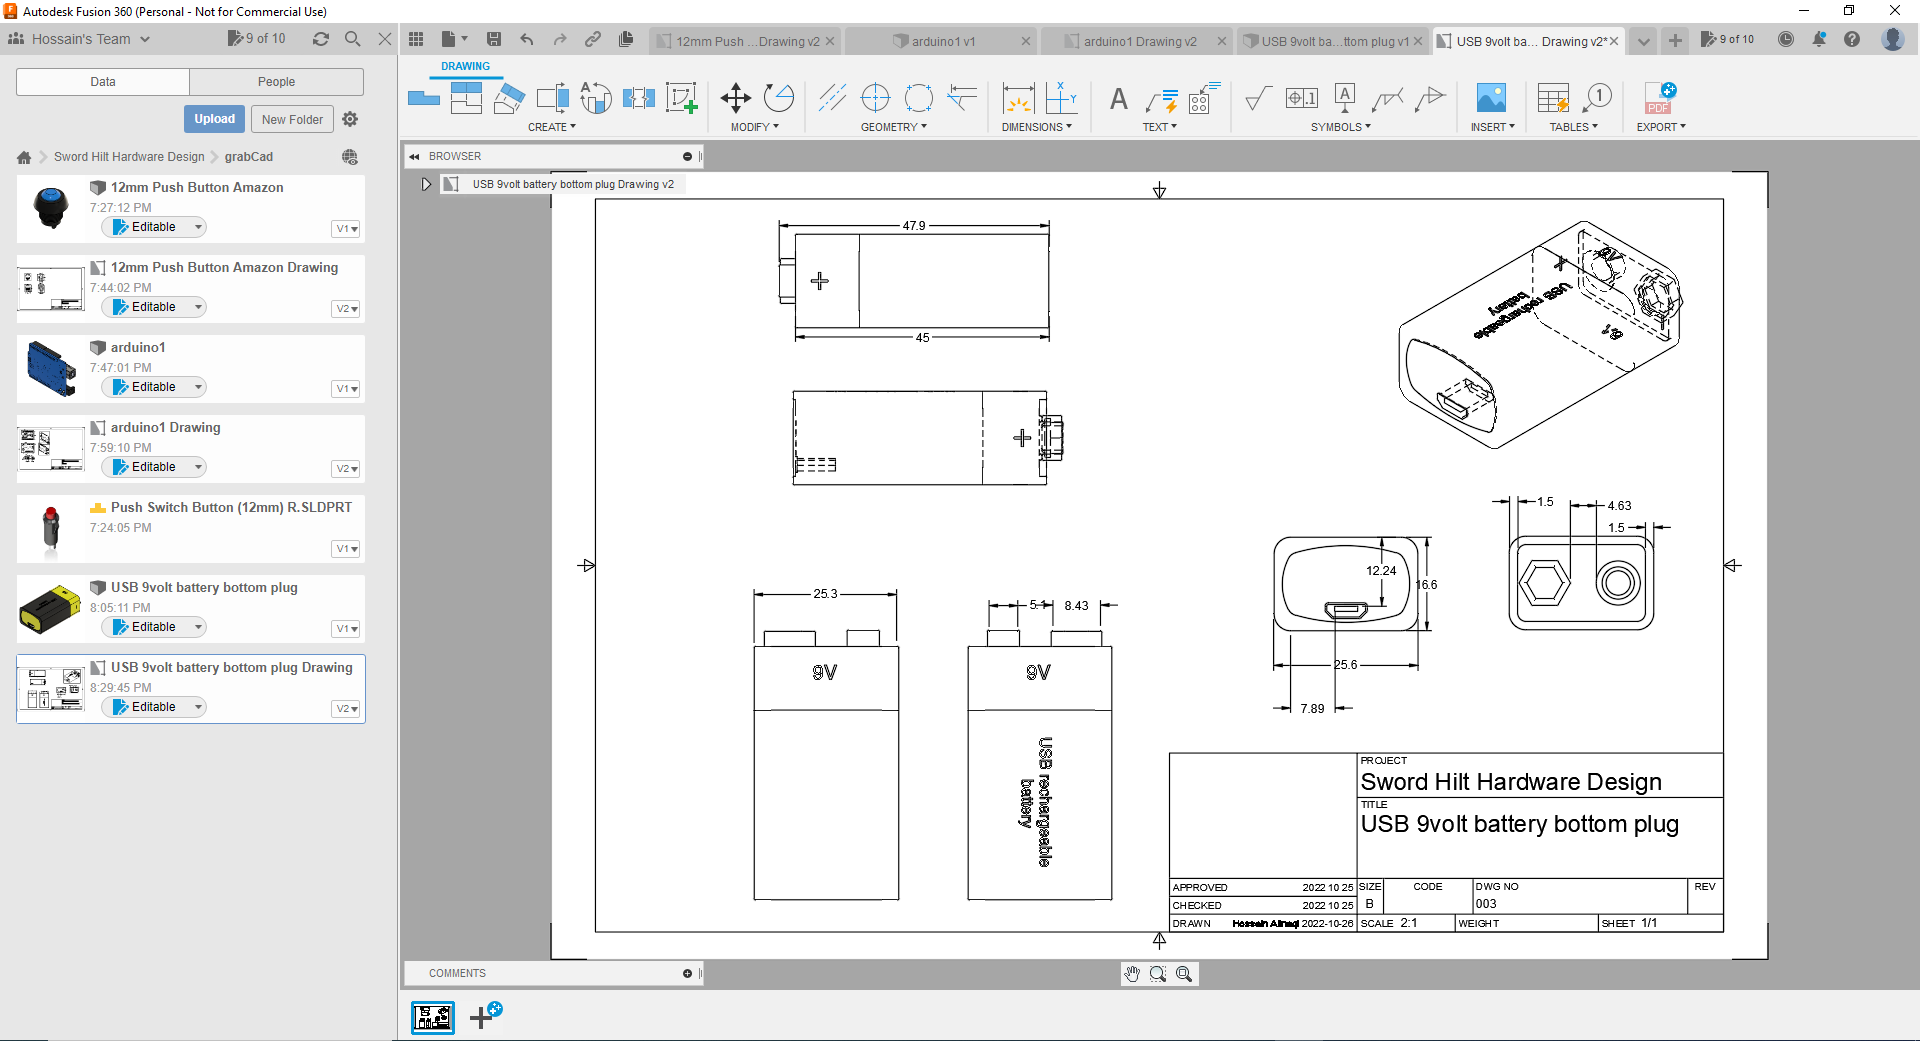 Autodesk Fusion 360 (Personal - Not for Commercial Use)
Hossain's Team
9 of 10
12mm Push ...Drawing v2
arduino1 v1
arduino1 Drawing v2
USB 9volt ba...ttom plug v1
USB 9volt ba... Drawing v2*
9 of 10
Data
People
Upload
New Folder
Sword Hilt Hardware Design
grabCad
12mm Push Button Amazon
7:27:12 PM
Editable
V1
12mm Push Button Amazon Drawing
7:44:02 PM
Editable
V2
arduino1
7:47:01 PM
Editable
V1
arduino1 Drawing
7:59:10 PM
Editable
V2
Push Switch Button (12mm) R.SLDPRT
7:24:05 PM
V1
USB 9volt battery bottom plug
8:05:11 PM
Editable
V1
USB 9volt battery bottom plug Drawing
8:29:45 PM
Editable
V2
DRAWING
CREATE
MODIFY
GEOMETRY
DIMENSIONS
TEXT
SYMBOLS
INSERT
TABLES
EXPORT
PDF
BROWSER
USB 9volt battery bottom plug Drawing v2
47.9
45
USB rechargeable
battery
1.5
4.63
1.5
12.24
16.6
25.6
7.89
25.3
5.1
8.43
9V
9V
USB rechargeable
battery
PROJECT
Sword Hilt Hardware Design
TITLE
USB 9volt battery bottom plug
APPROVED 2022 10 25
SIZE
B
CODE
DWG NO
003
REV
CHECKED 2022 10 25
DRAWN Hossain Alnaqi 2022-10-26
SCALE 2:1
WEIGHT
SHEET 1/1
COMMENTS